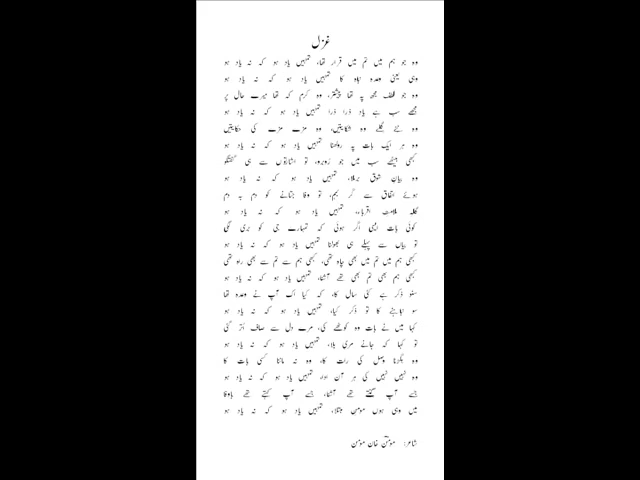 غزل
وہ جو ہم میں تم میں قرار تھا، تمہیں یاد ہو کہ نہ یاد ہو
وہی یعنی وعدہ نباہ کا تمہیں یاد ہو کہ نہ یاد ہو
وہ جو لطف مجھ پہ تھا پیشتر، وہ کرم کہ تھا میرے حال پر
مجھے سب ہے یاد ذرا ذرا تمہیں یاد ہو کہ نہ یاد ہو
وہ نئے گلے وہ شکایتیں، وہ مزے مزے کی حکایتیں
وہ ہر ایک بات پہ روٹھنا تمہیں یاد ہو کہ نہ یاد ہو
کبھی بیٹھے سب میں جو روبرو، تو اشارتوں سے ہی گفتگو
وہ بیان شوق برملا، تمہیں یاد ہو کہ نہ یاد ہو
ہوئے اتفاق سے گر بہم، تو وفا جتانے کو دم بہ دم
گلہ ملامت اقرباء، تمہیں یاد ہو کہ نہ یاد ہو
کوئی بات ایسی اگر ہوئی کہ تمہارے جی کو بری لگی
تو بیاں سے پہلے ہی بھولنا تمہیں یاد ہو کہ نہ یاد ہو
کبھی ہم میں تم میں بھی چاہ تھی، کبھی ہم سے تم سے بھی راہ تھی
کبھی ہم بھی تم بھی تھے آشنا، تمہیں یاد ہو کہ نہ یاد ہو
سنو ذکر ہے کئی سال کا، کہ کیا اک آپ نے وعدہ تھا
سو نباہنے کا تو ذکر کیا، تمہیں یاد ہو کہ نہ یاد ہو
کہا میں نے بات وہ کوٹھے کی، مرے دل سے صاف اتر گئی
تو کہا کہ جانے مری بلا، تمہیں یاد ہو کہ نہ یاد ہو
وہ بگڑنا وصل کی رات کا، وہ نہ ماننا کسی بات کا
وہ نہیں نہیں کی ہر آن ادا، تمہیں یاد ہو کہ نہ یاد ہو
جسے آپ گنتے تھے آشنا، جسے آپ کہتے تھے باوفا
میں وہی ہوں مومن مبتلا، تمہیں یاد ہو کہ نہ یاد ہو
شاعر: مومن خان مومن